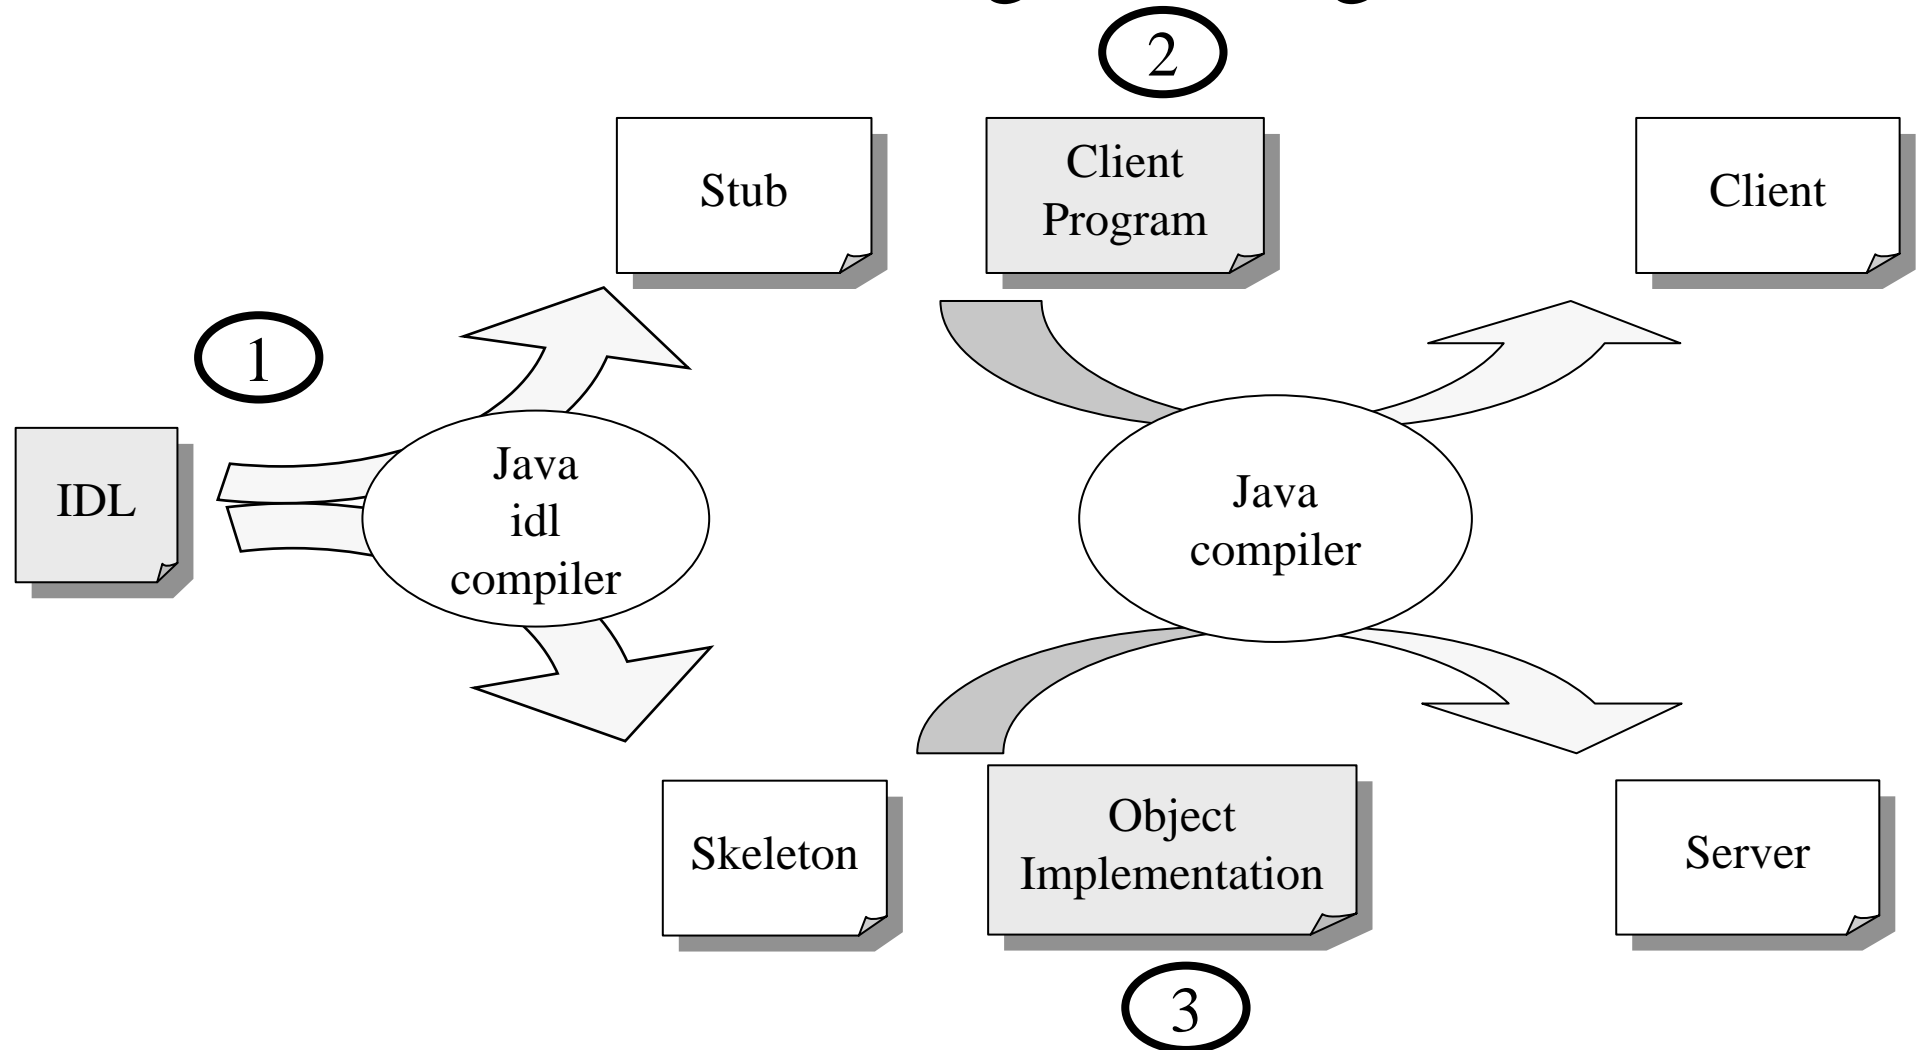 2
Stub
Client
Program
Client
1
IDL
Java
idl
compiler
Java
compiler
Skeleton
Object
Implementation
Server
3